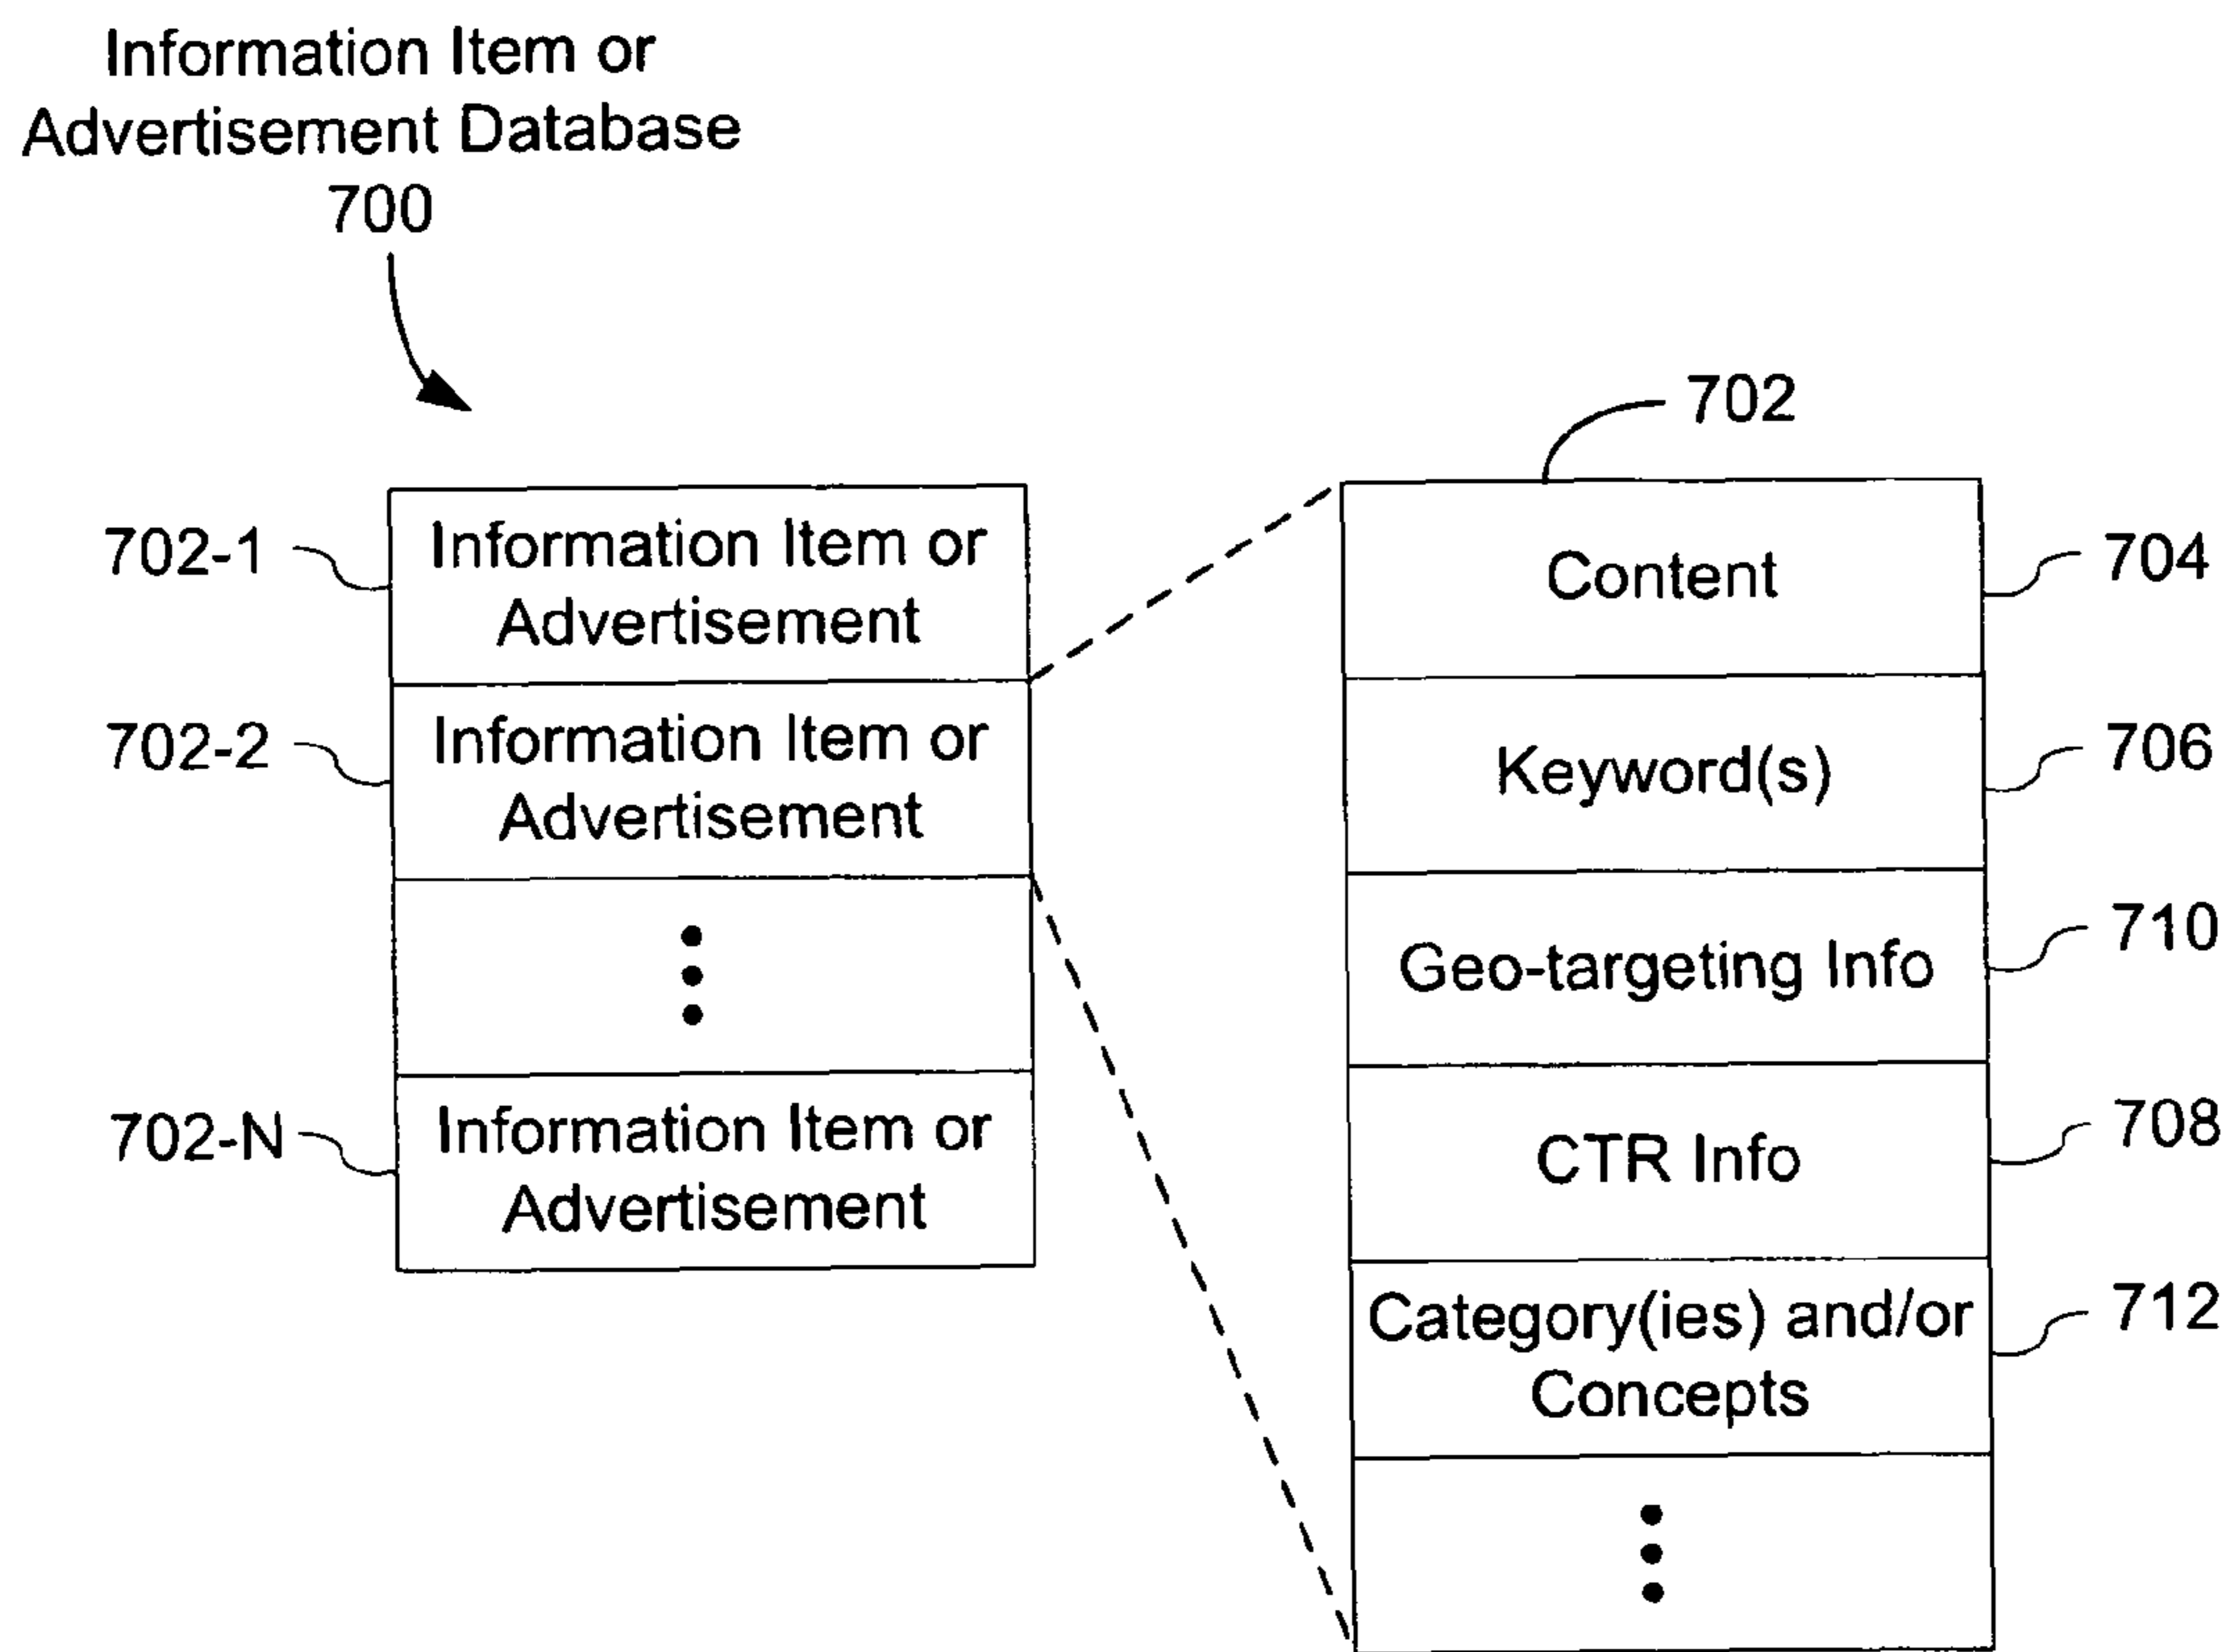 Information Item or
Advertisement Database
700
702
702-1
Information Item or
Advertisement
702-2
Information Item or
Advertisement
702-N
Information Item or
Advertisement
Content
704
Keyword(s)
706
Geo-targeting Info
710
CTR Info
708
Category(ies) and/or
Concepts
712